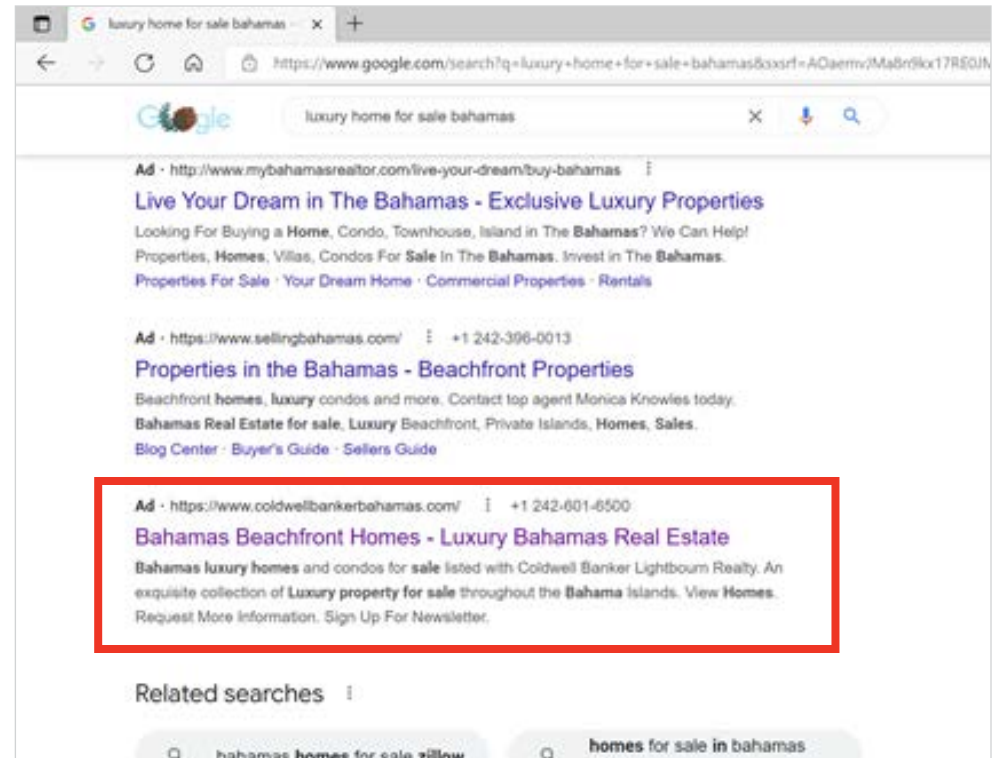 luxury home for sale bahamas -
https://www.google.com/search?q=luxury+home+for+sale+bahamas&sxsrf=AOaemvJMa8n9kx17RE0JM
Google
luxury home for sale bahamas
Ad · http://www.mybahamasrealtor.com/live-your-dream/buy-bahamas
Live Your Dream in The Bahamas - Exclusive Luxury Properties
Looking For Buying a Home, Condo, Townhouse, Island in The Bahamas? We Can Help!
Properties, Homes, Villas, Condos For Sale In The Bahamas. Invest in The Bahamas.
Properties For Sale · Your Dream Home · Commercial Properties · Rentals
Ad · https://www.sellingbahamas.com/ +1 242-396-0013
Properties in the Bahamas - Beachfront Properties
Beachfront homes, luxury condos and more. Contact top agent Monica Knowles today.
Bahamas Real Estate for sale, Luxury Beachfront, Private Islands, Homes, Sales.
Blog Center · Buyer's Guide · Sellers Guide
Ad · https://www.coldwellbankerbahamas.com/ +1 242-601-6500
Bahamas Beachfront Homes - Luxury Bahamas Real Estate
Bahamas luxury homes and condos for sale listed with Coldwell Banker Lightbourn Realty. An
exquisite collection of Luxury property for sale throughout the Bahama Islands. View Homes.
Request More Information. Sign Up For Newsletter.
Related searches
bahamas homes for sale zillow
homes for sale in bahamas